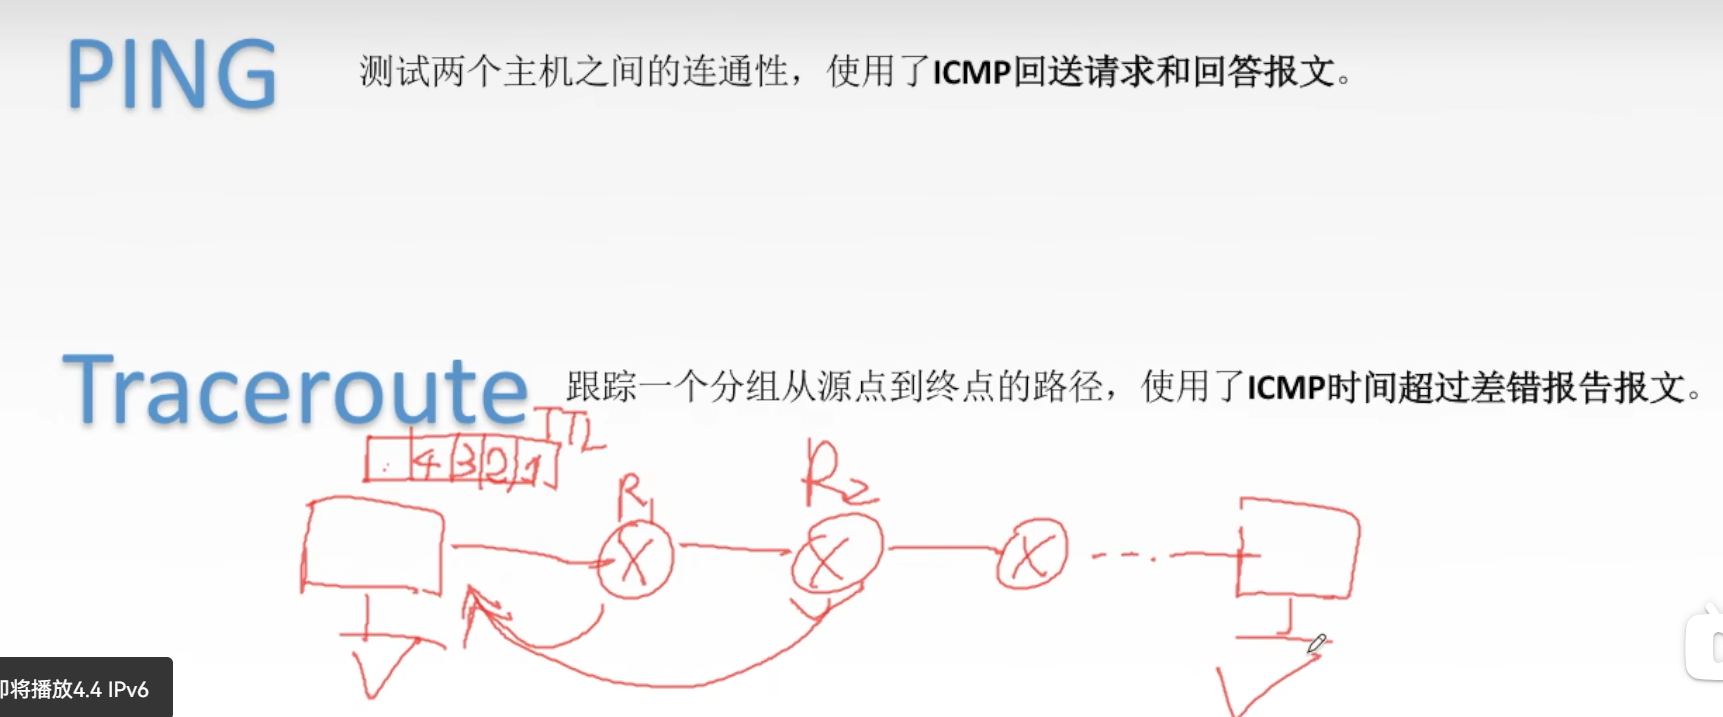 PING 测试两个主机之间的连通性，使用了ICMP回送请求和回答报文。
Traceroute 跟踪一个分组从源点到终点的路径，使用了ICMP时间超过差错报告报文。
TTL
4 3 2 1
R1
R2
即将播放4.4 IPv6